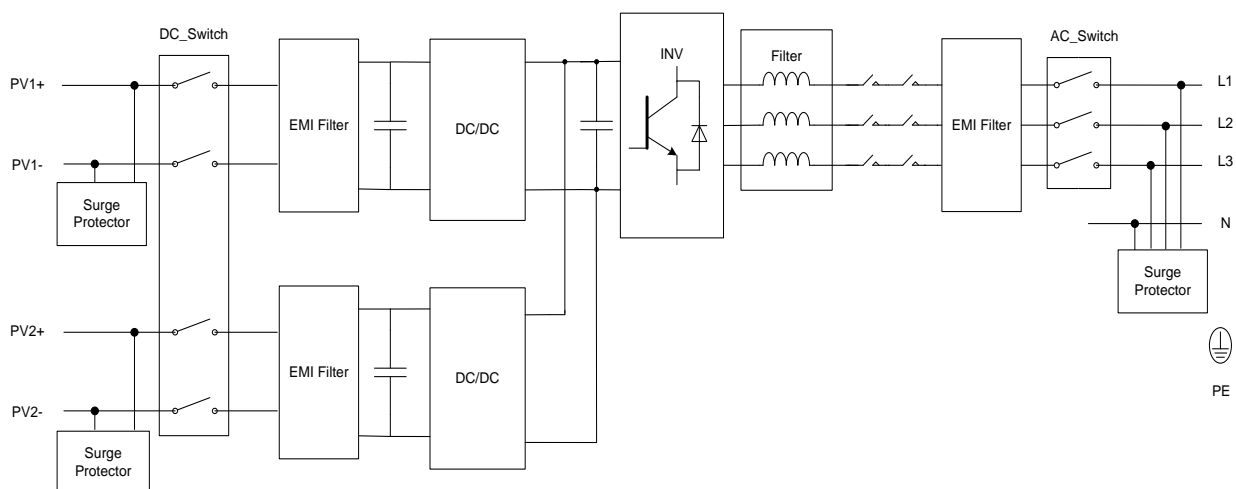 DC_Switch
PV1+
PV1-
Surge
Protector
EMI Filter
DC/DC
INV
Filter
EMI Filter
AC_Switch
L1
L2
L3
N
Surge
Protector
PE
PV2+
PV2-
Surge
Protector
EMI Filter
DC/DC